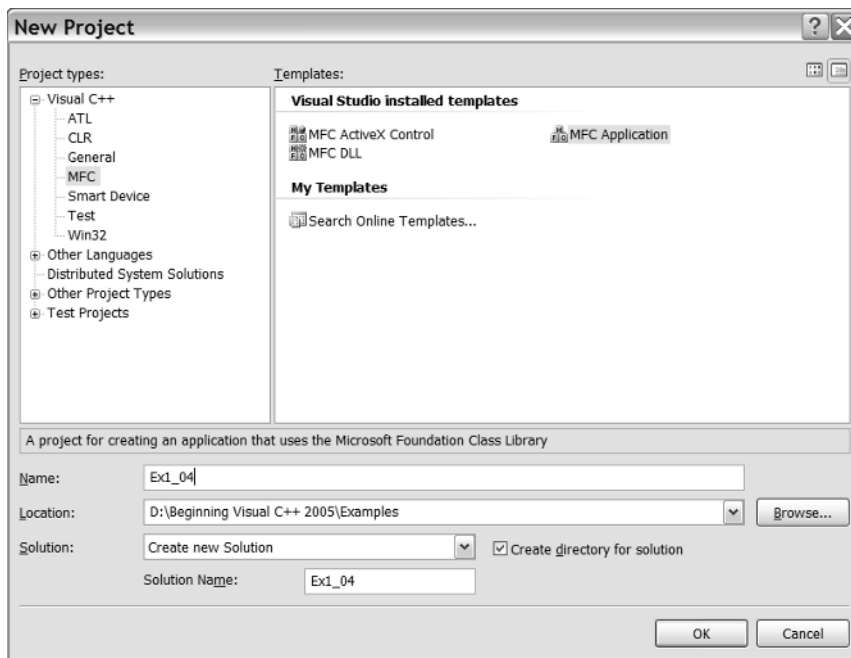 New Project
Project types:
Templates:
Visual C++
ATL
CLR
General
MFC
Smart Device
Test
Win32
Other Languages
Distributed System Solutions
Other Project Types
Test Projects
Visual Studio installed templates
MFC ActiveX Control
MFC Application
MFC DLL
My Templates
Search Online Templates...
A project for creating an application that uses the Microsoft Foundation Class Library
Name: Ex1_04
Location: D:\Beginning Visual C++ 2005\Examples Browse...
Solution: Create new Solution Create directory for solution
Solution Name: Ex1_04
OK Cancel